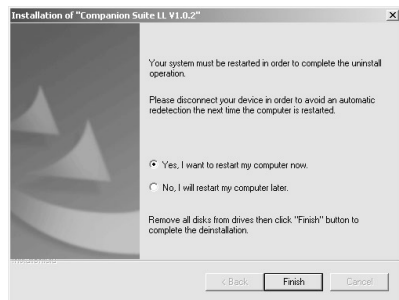 Installation of "Companion Suite LL V1.0.2"
Your system must be restarted in order to complete the uninstall
operation.
Please disconnect your device in order to avoid an automatic
redetection the next time the computer is restarted.
Yes, I want to restart my computer now.
No, I will restart my computer later.
Remove all disks from drives then click "Finish" button to
complete the deinstallation.
InstallShield
< Back
Finish
Cancel